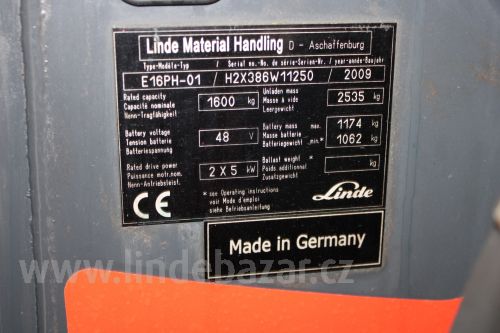 Linde Material Handling D - Aschaffenburg
Type-Modèle-Typ / Serial no.-No. de série-Serien-Nr. / year-année-Baujahr
E16PH-01 / H2X386W11250 / 2009
Rated capacity
Capacité nominale 1600 kg
Nenn-Tragfähigkeit
Unladen mass
Masse à vide 2535 kg
Leergewicht
Battery voltage
Tension batterie 48 V
Batteriespannung
Battery mass max. 1174 kg
Masse batterie
Batteriegewicht min.* 1062 kg
Rated drive power
Puissance motr.nom. 2 X 5 kW
Nenn-Antriebsleist.
Ballast weight * kg
Poids additionnel
Zusatzgewicht
* see Operating instructions
voir Mode d'emploi
siehe Betriebsanleitung
CE
Linde
Made in Germany
www.lindebazar.cz